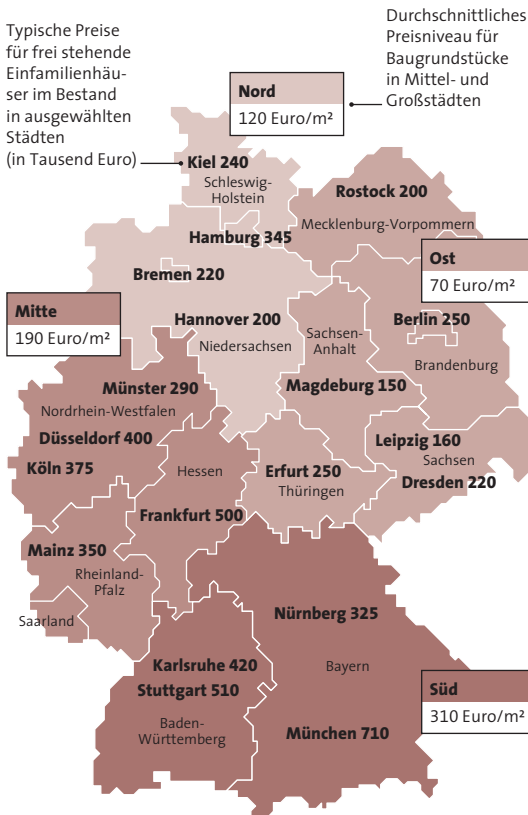 Typische Preise
für frei stehende
Einfamilienhäu-
ser im Bestand
in ausgewählten
Städten
(in Tausend Euro)
Durchschnittliches
Preisniveau für
Baugrundstücke
in Mittel- und
Großstädten
Nord
120 Euro/m²
Kiel 240
Schleswig-
Holstein
Rostock 200
Mecklenburg-Vorpommern
Hamburg 345
Bremen 220
Ost
70 Euro/m²
Mitte
190 Euro/m²
Hannover 200
Niedersachsen
Sachsen-
Anhalt
Berlin 250
Brandenburg
Magdeburg 150
Münster 290
Nordrhein-Westfalen
Düsseldorf 400
Köln 375
Hessen
Erfurt 250
Thüringen
Leipzig 160
Sachsen
Dresden 220
Frankfurt 500
Mainz 350
Rheinland-
Pfalz
Saarland
Nürnberg 325
Karlsruhe 420
Bayern
Stuttgart 510
Baden-
Württemberg
Süd
310 Euro/m²
München 710